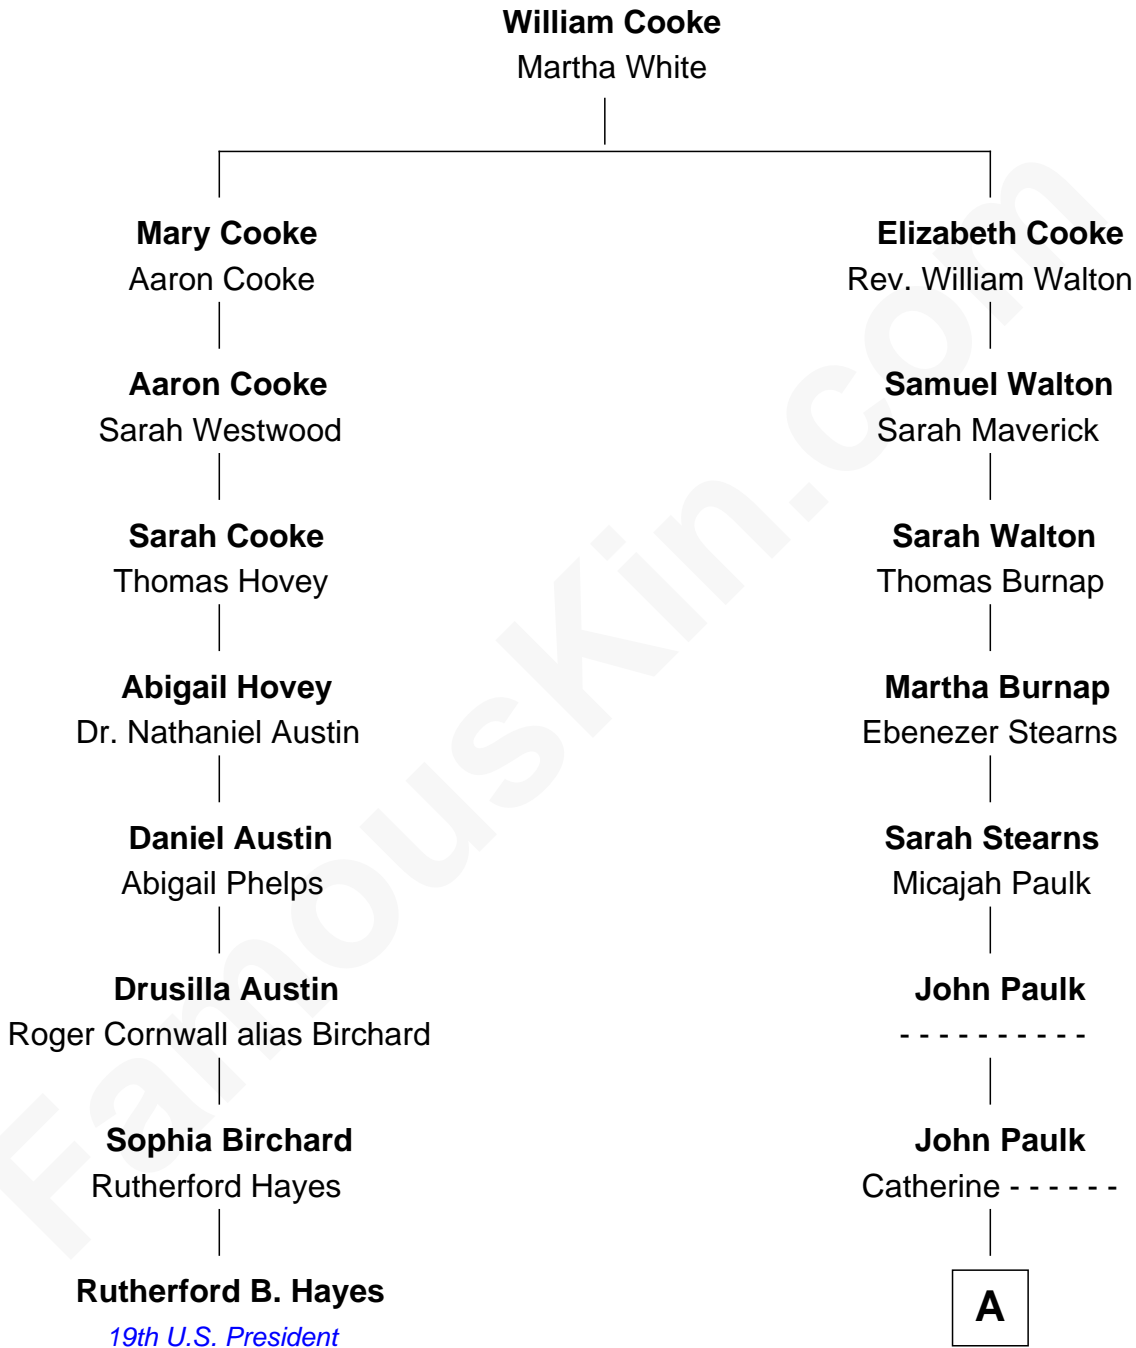 William Cooke
Martha White
Mary Cooke
Aaron Cooke
Elizabeth Cooke
Rev. William Walton
Aaron Cooke
Sarah Westwood
Samuel Walton
Sarah Maverick
Sarah Cooke
Thomas Hovey
Sarah Walton
Thomas Burnap
Abigail Hovey
Dr. Nathaniel Austin
Martha Burnap
Ebenezer Stearns
Daniel Austin
Abigail Phelps
Sarah Stearns
Micajah Paulk
Drusilla Austin
Roger Cornwall alias Birchard
John Paulk
- - - - - - - - - -
Sophia Birchard
Rutherford Hayes
John Paulk
Catherine - - - - - -
Rutherford B. Hayes
19th U.S. President
A
FamousKin.com